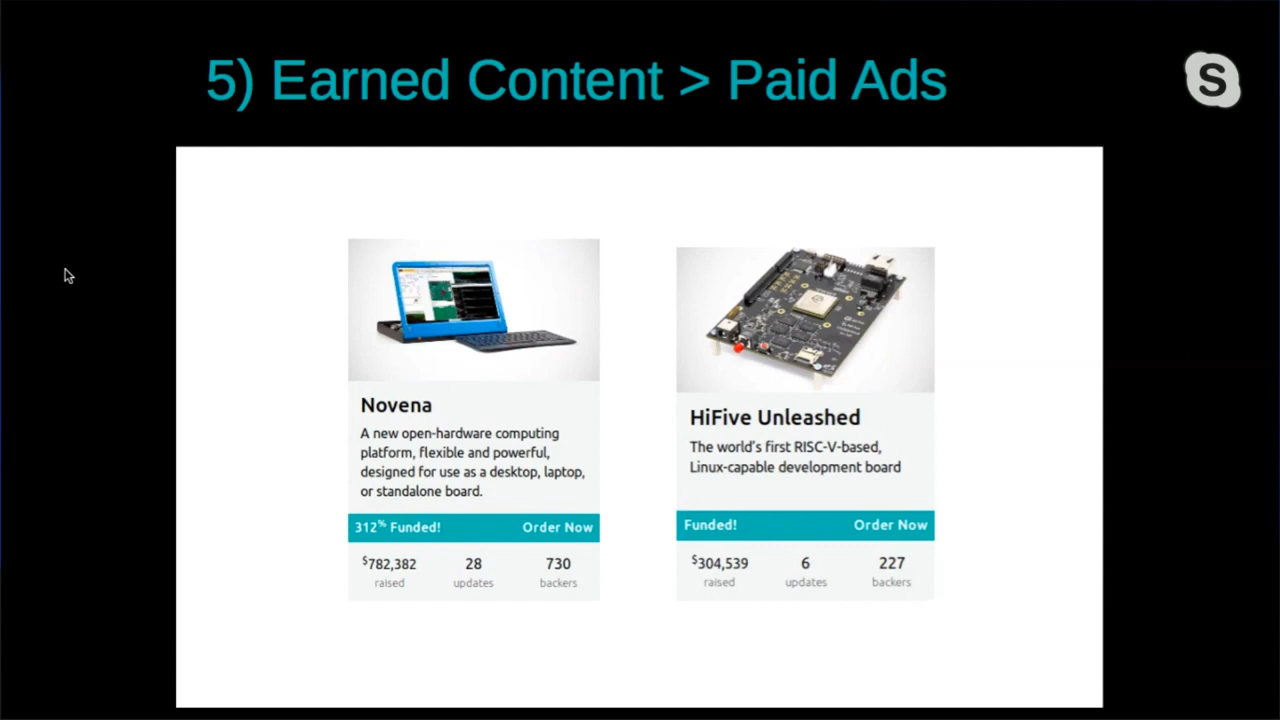 5) Earned Content > Paid Ads
S
Novena
A new open-hardware computing
platform, flexible and powerful,
designed for use as a desktop, laptop,
or standalone board.
312% Funded! Order Now
$782,382 28 730
raised updates backers
HiFive Unleashed
The world's first RISC-V-based,
Linux-capable development board
Funded! Order Now
$304,539 6 227
raised updates backers